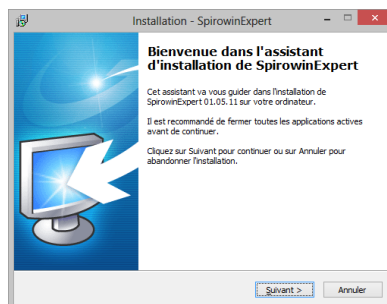 Installation - SpirowinExpert
Bienvenue dans l'assistant
d'installation de SpirowinExpert
Cet assistant va vous guider dans l'installation de
SpirowinExpert 01.05.11 sur votre ordinateur.
Il est recommandé de fermer toutes les applications actives
avant de continuer.
Cliquez sur Suivant pour continuer ou sur Annuler pour
abandonner l'installation.
Suivant > Annuler